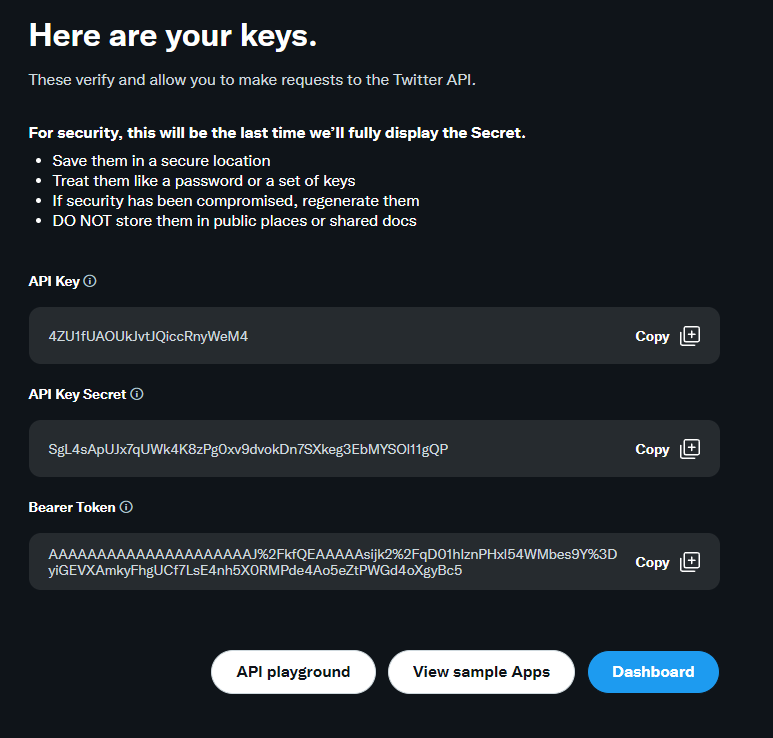 Here are your keys.
These verify and allow you to make requests to the Twitter API.
For security, this will be the last time we'll fully display the Secret.
• Save them in a secure location
• Treat them like a password or a set of keys
• If security has been compromised, regenerate them
• DO NOT store them in public places or shared docs
API Key
4ZU1fUAOUkJvtJQiccRnyWeM4 Copy
API Key Secret
SgL4sApUJx7qUWk4K8zPg0xv9dvokDn7SXkeg3EbMYSOl11gQP Copy
Bearer Token
AAAAAAAAAAAAAAAAAAAAAJ%2FkfQEAAAAAsijk2%2FqD01hIznPHxI54WMbes9Y%3D
yiGEVXAmkyFhgUCf7LsE4nh5X0RMPde4Ao5eZtPWGd4oXgyBc5 Copy
API playground View sample Apps Dashboard